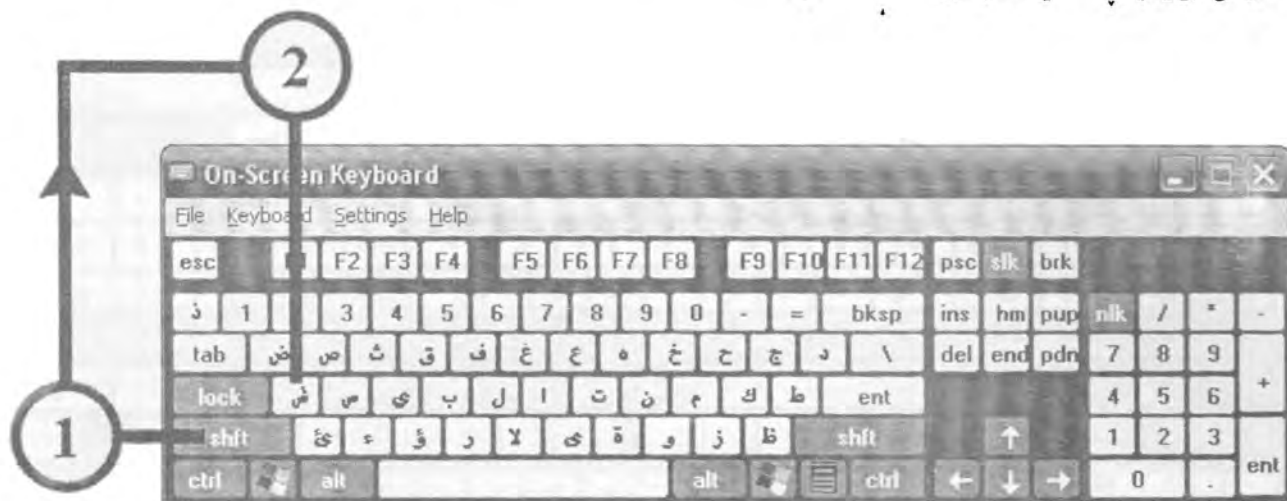 2
On-Screen Keyboard
File Keyboard Settings Help
esc F2 F3 F4 F5 F6 F7 F8 F9 F10 F11 F12 psc slk brk
ذ 1 3 4 5 6 7 8 9 0 - = bksp ins hm pup nlk / * -
tab ض ص ث ق ف غ ع ه خ ح ج د \ del end pdn 7 8 9 +
lock ش س ي ب ل ا ت ن م ك ط ent 4 5 6
1 shft ئ ء ؤ ر لا ى ة و ز ظ shft ↑ 1 2 3 ent
ctrl alt alt ctrl ← ↓ → 0 .